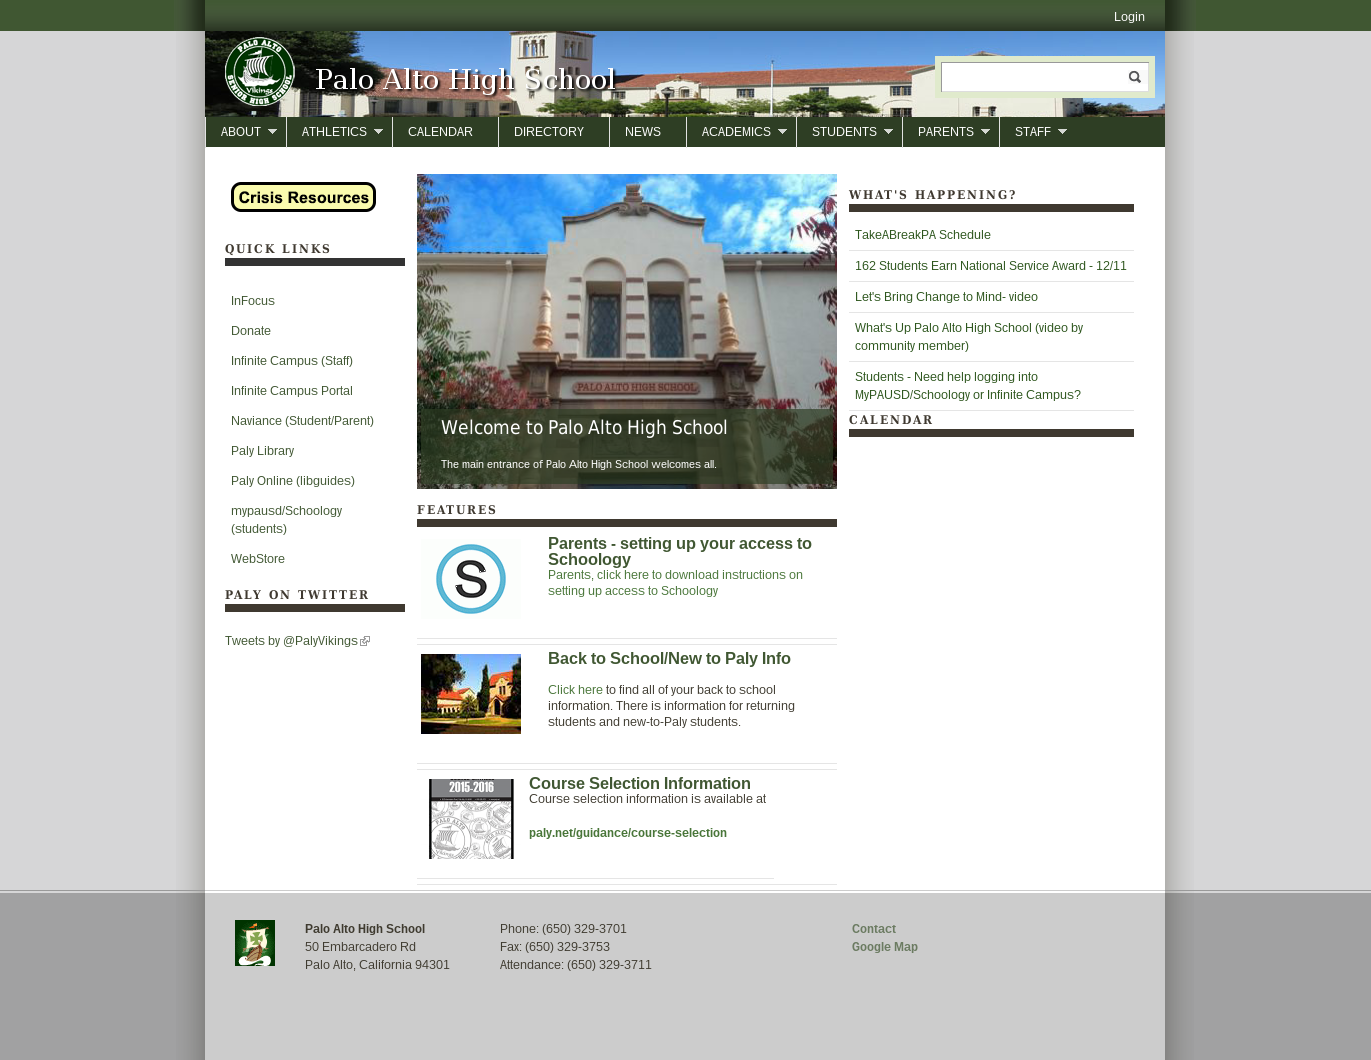 Login
PALO ALTO
Vikings
SENIOR HIGH SCHOOL
Palo Alto High School
ABOUT
ATHLETICS
CALENDAR
DIRECTORY
NEWS
ACADEMICS
STUDENTS
PARENTS
STAFF
Crisis Resources
QUICK LINKS
InFocus
Donate
Infinite Campus (Staff)
Infinite Campus Portal
Naviance (Student/Parent)
Paly Library
Paly Online (libguides)
mypausd/Schoology
(students)
WebStore
PALY ON TWITTER
Tweets by @PalyVikings
PALO ALTO HIGH SCHOOL
Welcome to Palo Alto High School
The main entrance of Palo Alto High School welcomes all.
FEATURES
S
Parents - setting up your access to
Schoology
Parents, click here to download instructions on
setting up access to Schoology
Back to School/New to Paly Info
Click here to find all of your back to school
information. There is information for returning
students and new-to-Paly students.
2015-2016
Course Selection Information
Course selection information is available at
paly.net/guidance/course-selection
WHAT'S HAPPENING?
TakeABreakPA Schedule
162 Students Earn National Service Award - 12/11
Let's Bring Change to Mind- video
What's Up Palo Alto High School (video by
community member)
Students - Need help logging into
MyPAUSD/Schoology or Infinite Campus?
CALENDAR
Palo Alto High School
50 Embarcadero Rd
Palo Alto, California 94301
Phone: (650) 329-3701
Fax: (650) 329-3753
Attendance: (650) 329-3711
Contact
Google Map